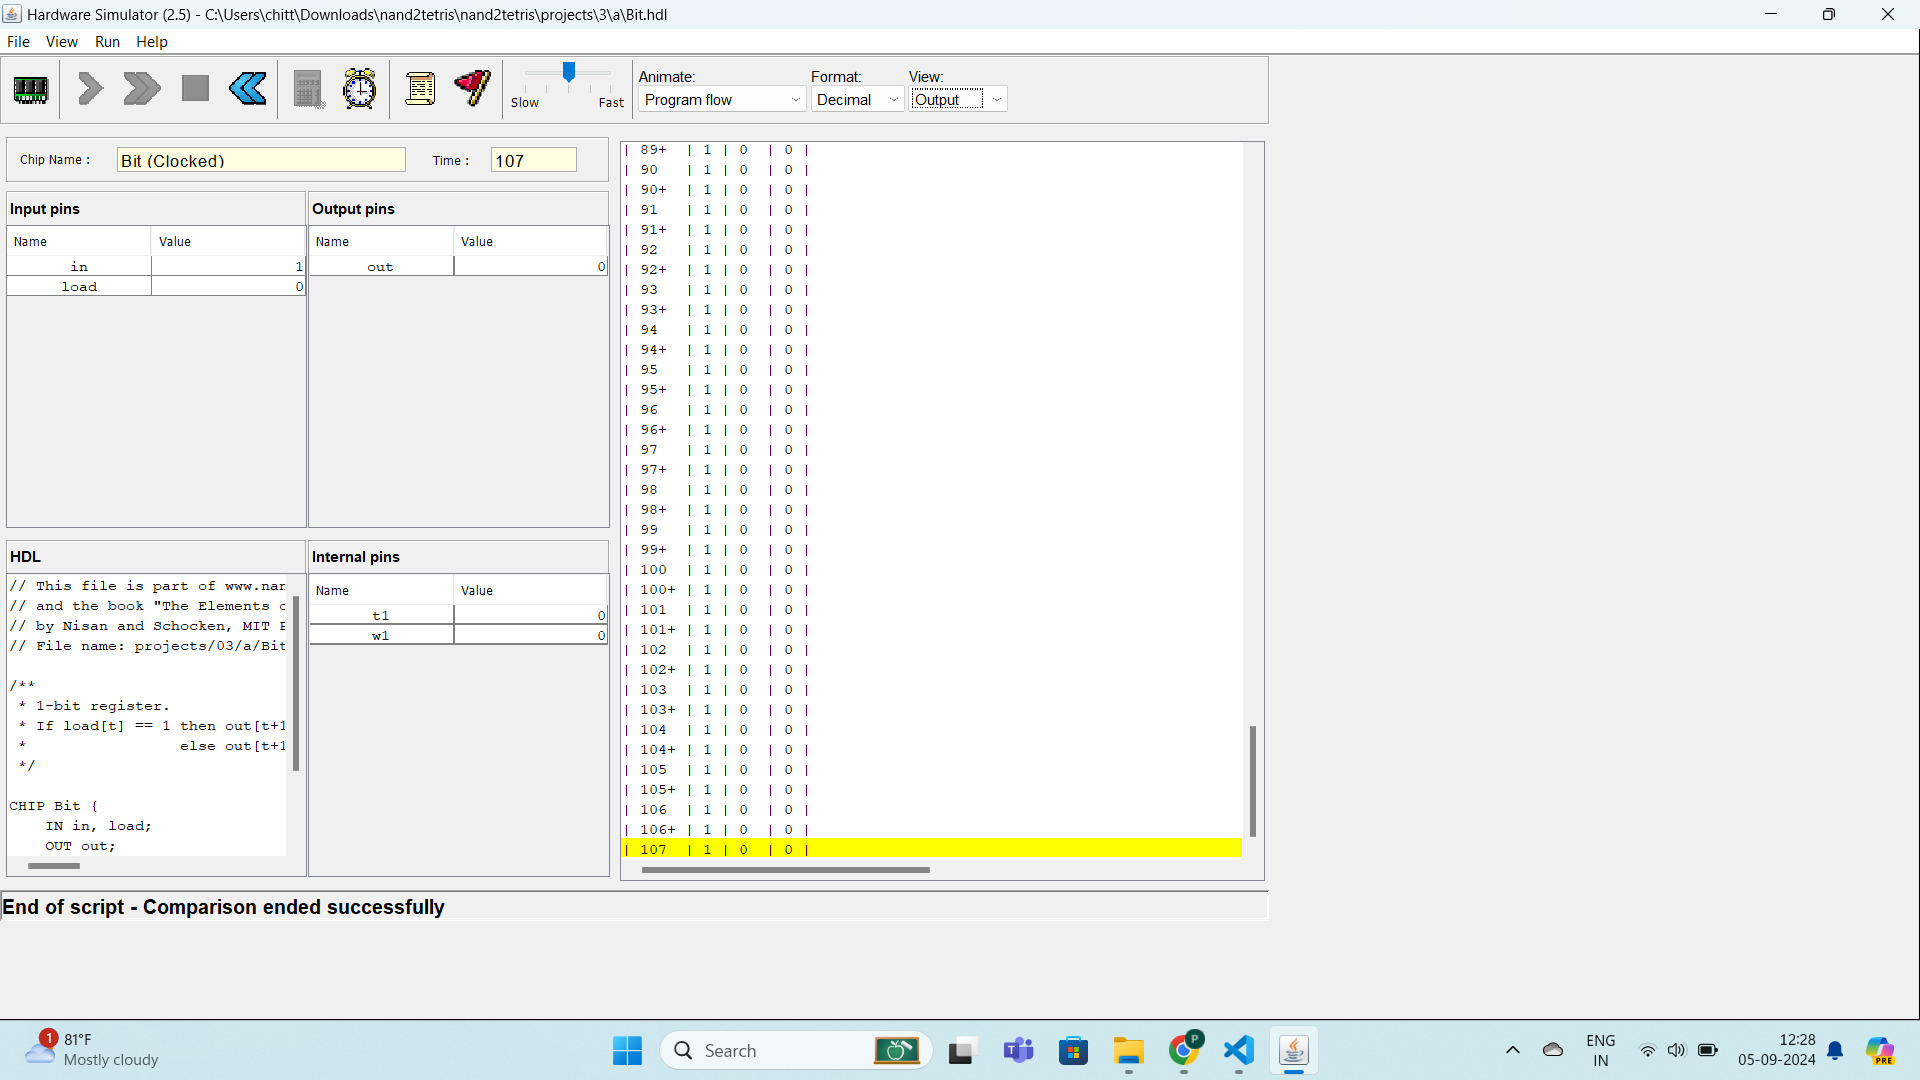 Hardware Simulator (2.5) - C:\Users\chitt\Downloads\nand2tetris\nand2tetris\projects\3\a\Bit.hdl
File View Run Help
Slow Fast
Animate: Format: View:
Program flow Decimal Output
Chip Name : Bit (Clocked) Time : 107
Input pins
Name Value
in 1
load 0
Output pins
Name Value
out 0
HDL
// This file is part of www.nan
// and the book "The Elements o
// by Nisan and Schocken, MIT P
// File name: projects/03/a/Bit
/**
* 1-bit register.
* If load[t] == 1 then out[t+1
* else out[t+1
*/
CHIP Bit {
IN in, load;
OUT out;
Internal pins
Name Value
t1 0
w1 0
| 89+ | 1 | 0 | 0 |
| 90 | 1 | 0 | 0 |
| 90+ | 1 | 0 | 0 |
| 91 | 1 | 0 | 0 |
| 91+ | 1 | 0 | 0 |
| 92 | 1 | 0 | 0 |
| 92+ | 1 | 0 | 0 |
| 93 | 1 | 0 | 0 |
| 93+ | 1 | 0 | 0 |
| 94 | 1 | 0 | 0 |
| 94+ | 1 | 0 | 0 |
| 95 | 1 | 0 | 0 |
| 95+ | 1 | 0 | 0 |
| 96 | 1 | 0 | 0 |
| 96+ | 1 | 0 | 0 |
| 97 | 1 | 0 | 0 |
| 97+ | 1 | 0 | 0 |
| 98 | 1 | 0 | 0 |
| 98+ | 1 | 0 | 0 |
| 99 | 1 | 0 | 0 |
| 99+ | 1 | 0 | 0 |
| 100 | 1 | 0 | 0 |
| 100+ | 1 | 0 | 0 |
| 101 | 1 | 0 | 0 |
| 101+ | 1 | 0 | 0 |
| 102 | 1 | 0 | 0 |
| 102+ | 1 | 0 | 0 |
| 103 | 1 | 0 | 0 |
| 103+ | 1 | 0 | 0 |
| 104 | 1 | 0 | 0 |
| 104+ | 1 | 0 | 0 |
| 105 | 1 | 0 | 0 |
| 105+ | 1 | 0 | 0 |
| 106 | 1 | 0 | 0 |
| 106+ | 1 | 0 | 0 |
| 107 | 1 | 0 | 0 |
End of script - Comparison ended successfully
1
81°F
Mostly cloudy
Search
P
ENG
IN
12:28
05-09-2024
PRE